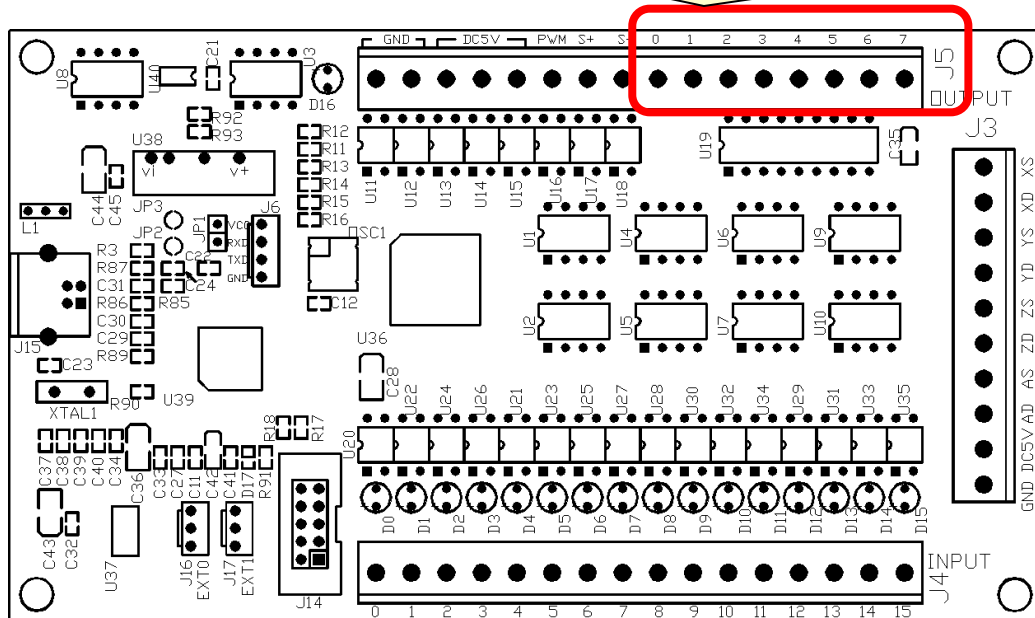 GND DC5V PWM S+ S- 0 1 2 3 4 5 6 7
J5
OUTPUT
U8 U40 C21 U3
D16
R92
R93
R12
R11
R13
R14
R15
R16
U38
VI V+
C44 C45
L1
JP3
JP2
JP1
J6
VCC
RXD
TXD
GND
OSC1
C12
U11 U12 U13 U14 U15 U16 U17 U18
U19
C35
J3
XS
XD
YS
YD
ZS
ZD
AS
AD
DC5V
GND
U1 U4 U6 U9
U2 U5 U7 U10
R3
R87
C31
R86
C30
C29
R89
C22
C24
R85
J15
C23
XTAL1
R90
U39
U36
C28
U20 U22 U24 U26 U21 U23 U25 U27 U28 U30 U32 U34 U29 U31 U33 U35
R18 R17
C37 C38 C39 C40 C34 C36 C33 C27 C11 C42 C41 D17 R91
C43 C32
U37
J16
EXT0
J17
EXT1
J14
D0 D1 D2 D3 D4 D5 D6 D7 D8 D9 D10 D11 D12 D13 D14 D15
INPUT
J4
0 1 2 3 4 5 6 7 8 9 10 11 12 13 14 15